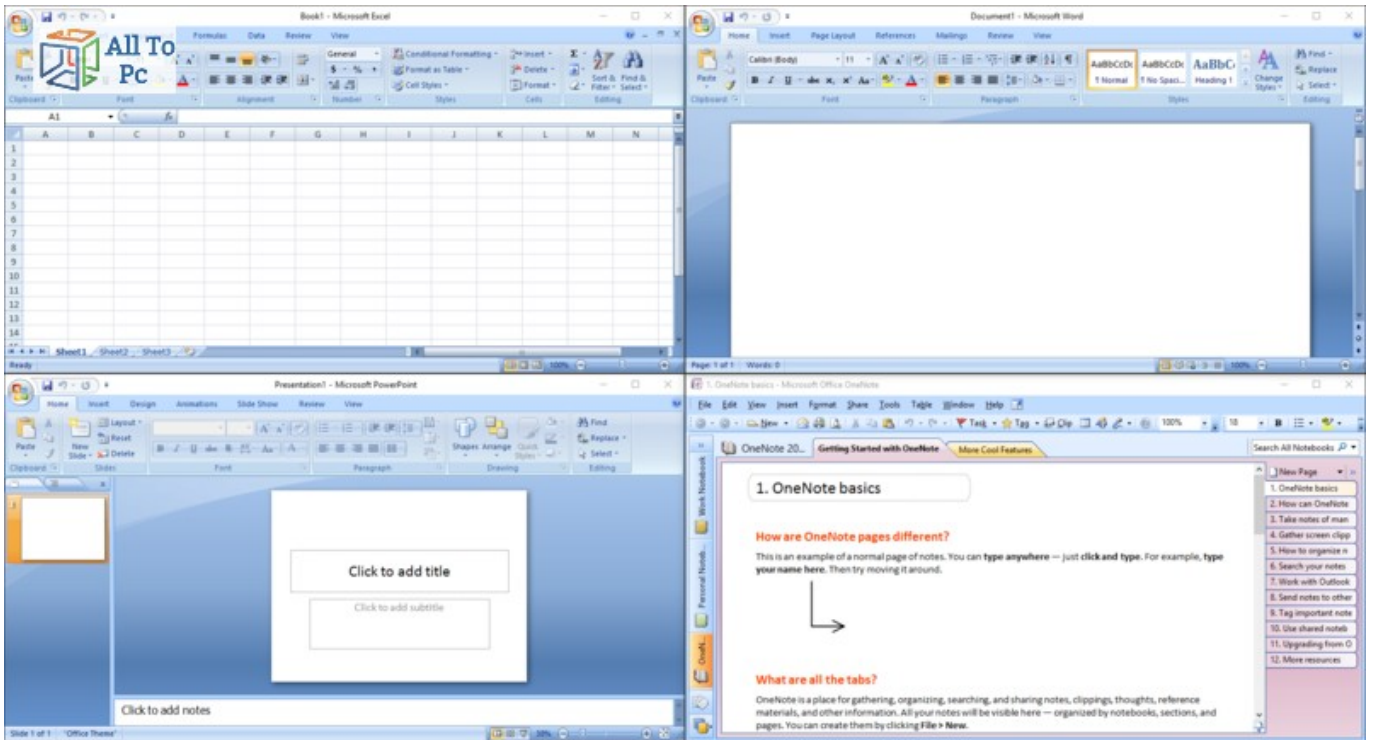 Book1 - Microsoft Excel
All To
Pc
Formulas Data Review View
General
Conditional Formatting
Format as Table
Cell Styles
Insert
Delete
Format
Sort & Filter
Find & Select
Clipboard Font Alignment Number Styles Cells Editing
A1
A B C D E F G H I J K L M N
1
2
3
4
5
6
7
8
9
10
11
12
13
14
Sheet1 Sheet2 Sheet3
Ready 100%
Document1 - Microsoft Word
Home Insert Page Layout References Mailings Review View
Paste
Calibri (Body) 11
AaBbCcDc AaBbCcDc AaBbC
1 Normal 1 No Spaci... Heading 1
Change Styles
Find
Replace
Select
Clipboard Font Paragraph Styles Editing
Page: 1 of 1 Words: 0 100%
Presentation1 - Microsoft PowerPoint
Home Insert Design Animations Slide Show Review View
Paste
New Slide
Layout
Reset
Delete
Shapes Arrange Quick Styles
Find
Replace
Select
Clipboard Slides Font Paragraph Drawing Editing
1
Click to add title
Click to add subtitle
Click to add notes
Slide 1 of 1 "Office Theme" 38%
1. OneNote basics - Microsoft Office OneNote
File Edit View Insert Format Share Tools Table Window Help
New Task Tag Clip 100% 18 B
OneNote 20... Getting Started with OneNote More Cool Features Search All Notebooks
Work Notebook
Personal Noteb...
OneN...
1. OneNote basics
How are OneNote pages different?
This is an example of a normal page of notes. You can type anywhere — just click and type. For example, type
your name here. Then try moving it around.
What are all the tabs?
OneNote is a place for gathering, organizing, searching, and sharing notes, clippings, thoughts, reference
materials, and other information. All your notes will be visible here — organized by notebooks, sections, and
pages. You can create them by clicking File > New.
New Page
1. OneNote basics
2. How can OneNote
3. Take notes of man
4. Gather screen clipp
5. How to organize n
6. Search your notes
7. Work with Outlook
8. Send notes to other
9. Tag important note
10. Use shared noteb
11. Upgrading from O
12. More resources